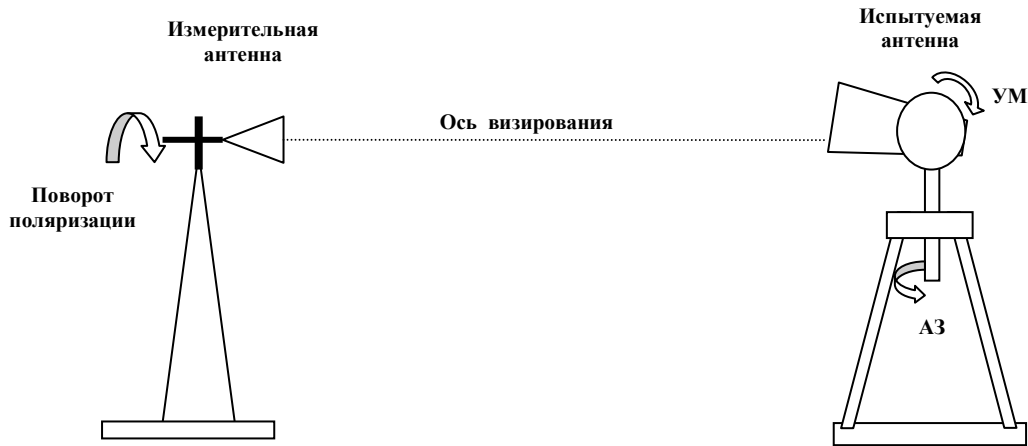 Измерительная
антенна
Испытуемая
антенна
УМ
Ось визирования
Поворот
поляризации
АЗ